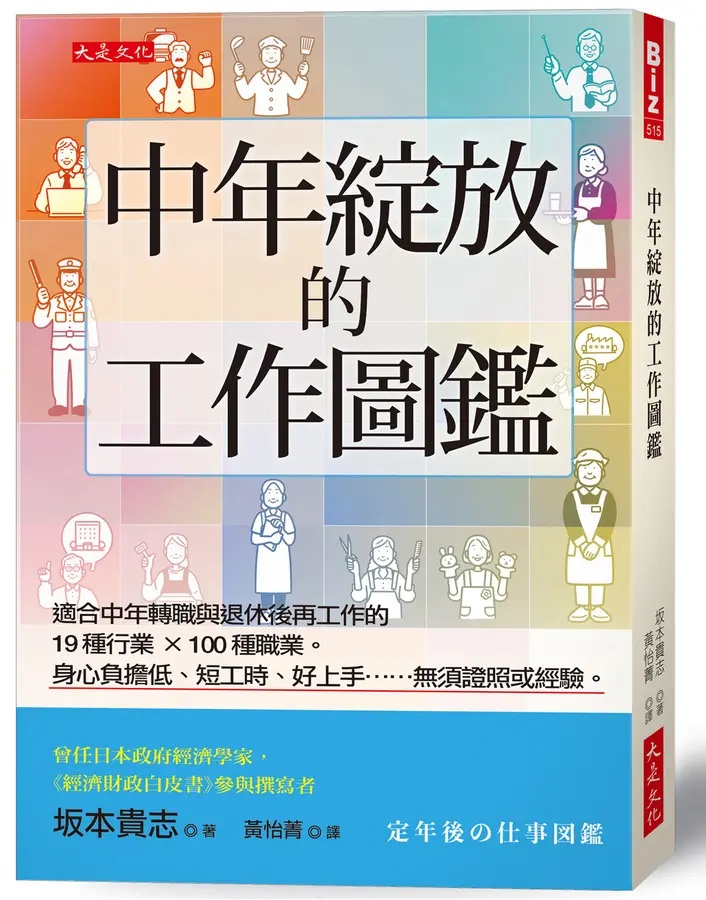 大是文化
中年綻放
的
工作圖鑑
適合中年轉職與退休後再工作的
19種行業×100種職業。
身心負擔低、短工時、好上手⋯⋯無須證照或經驗。
曾任日本政府經濟學家，
《經濟財政白皮書》參與撰寫者
坂本貴志◎著 黃怡菁◎譯
定年後の仕事図鑑
Biz
515
中年綻放的工作圖鑑
坂本貴志◎著
黃怡菁◎譯
大是文化